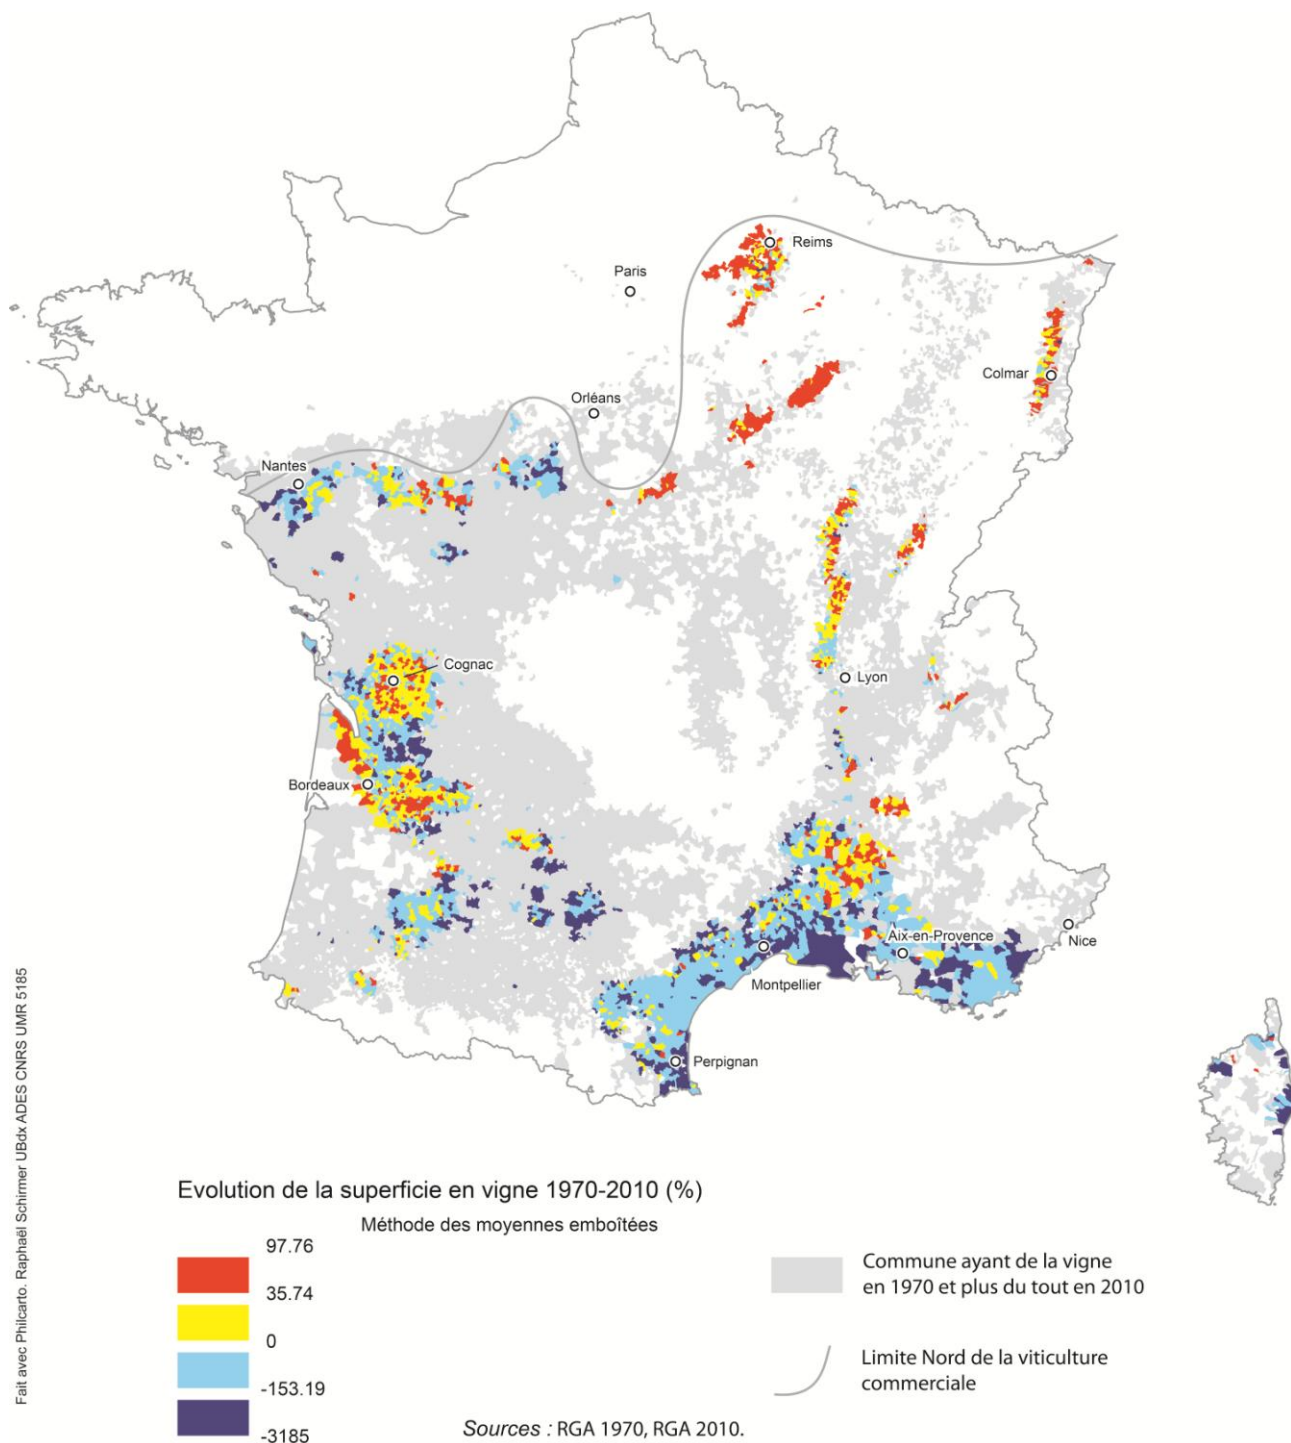 Reims
Paris
Colmar
Orléans
Nantes
Cognac
Lyon
Bordeaux
Aix-en-Provence
Nice
Montpellier
Perpignan
Evolution de la superficie en vigne 1970-2010 (%)
Méthode des moyennes emboîtées
97.76
35.74
0
-153.19
-3185
Commune ayant de la vigne
en 1970 et plus du tout en 2010
Limite Nord de la viticulture
commerciale
Sources : RGA 1970, RGA 2010.
Fait avec Philcarto. Raphaël Schirmer UBdx ADES CNRS UMR 5185